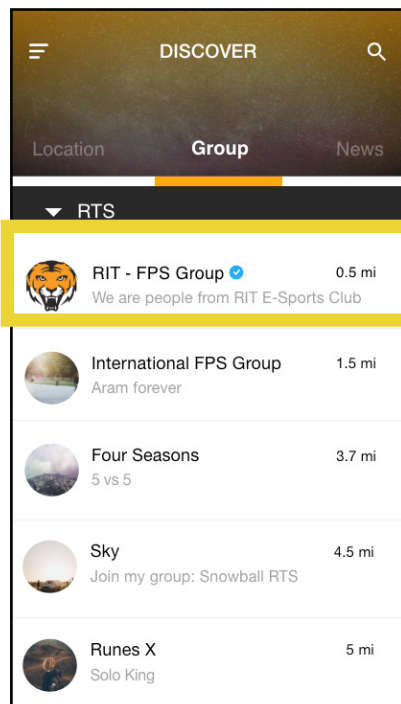 DISCOVER
Location Group News
RTS
RIT - FPS Group 0.5 mi
We are people from RIT E-Sports Club
International FPS Group 1.5 mi
Aram forever
Four Seasons 3.7 mi
5 vs 5
Sky 4.5 mi
Join my group: Snowball RTS
Runes X 5 mi
Solo King